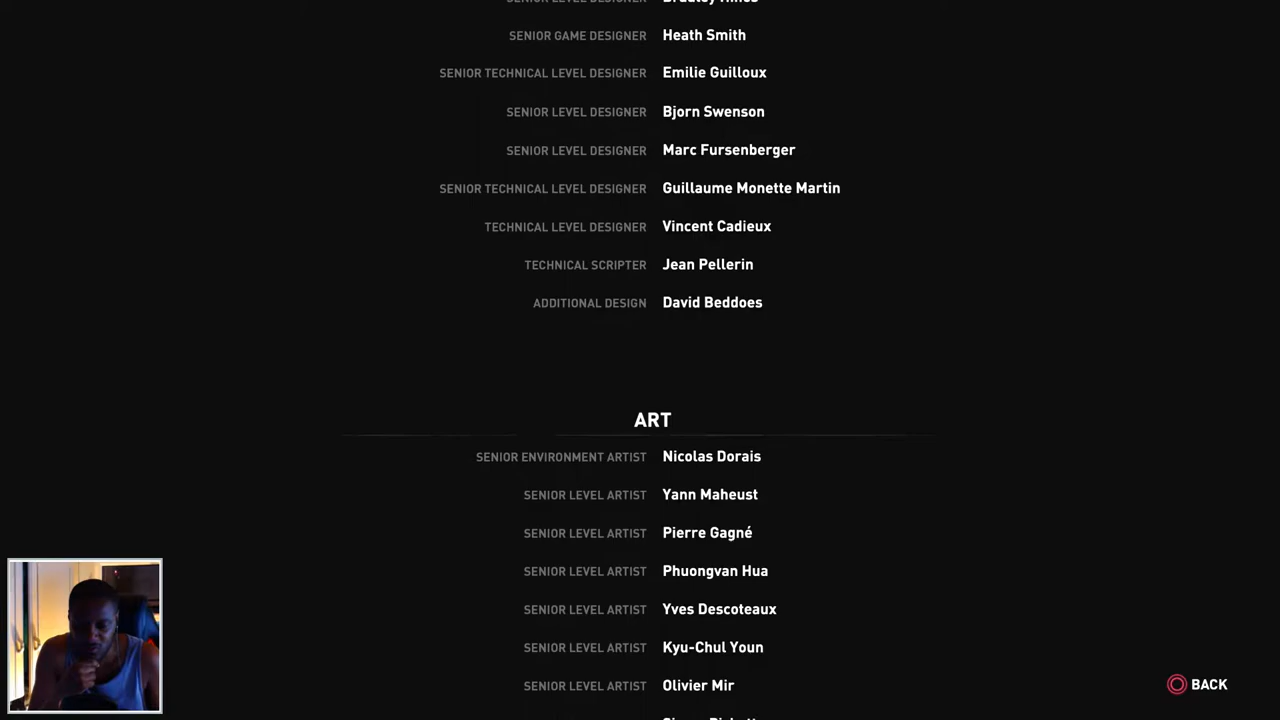 SENIOR GAME DESIGNER Heath Smith
SENIOR TECHNICAL LEVEL DESIGNER Emilie Guilloux
SENIOR LEVEL DESIGNER Bjorn Swenson
SENIOR LEVEL DESIGNER Marc Fursenberger
SENIOR TECHNICAL LEVEL DESIGNER Guillaume Monette Martin
TECHNICAL LEVEL DESIGNER Vincent Cadieux
TECHNICAL SCRIPTER Jean Pellerin
ADDITIONAL DESIGN David Beddoes
ART
SENIOR ENVIRONMENT ARTIST Nicolas Dorais
SENIOR LEVEL ARTIST Yann Maheust
SENIOR LEVEL ARTIST Pierre Gagné
SENIOR LEVEL ARTIST Phuongvan Hua
SENIOR LEVEL ARTIST Yves Descoteaux
SENIOR LEVEL ARTIST Kyu-Chul Youn
SENIOR LEVEL ARTIST Olivier Mir
BACK